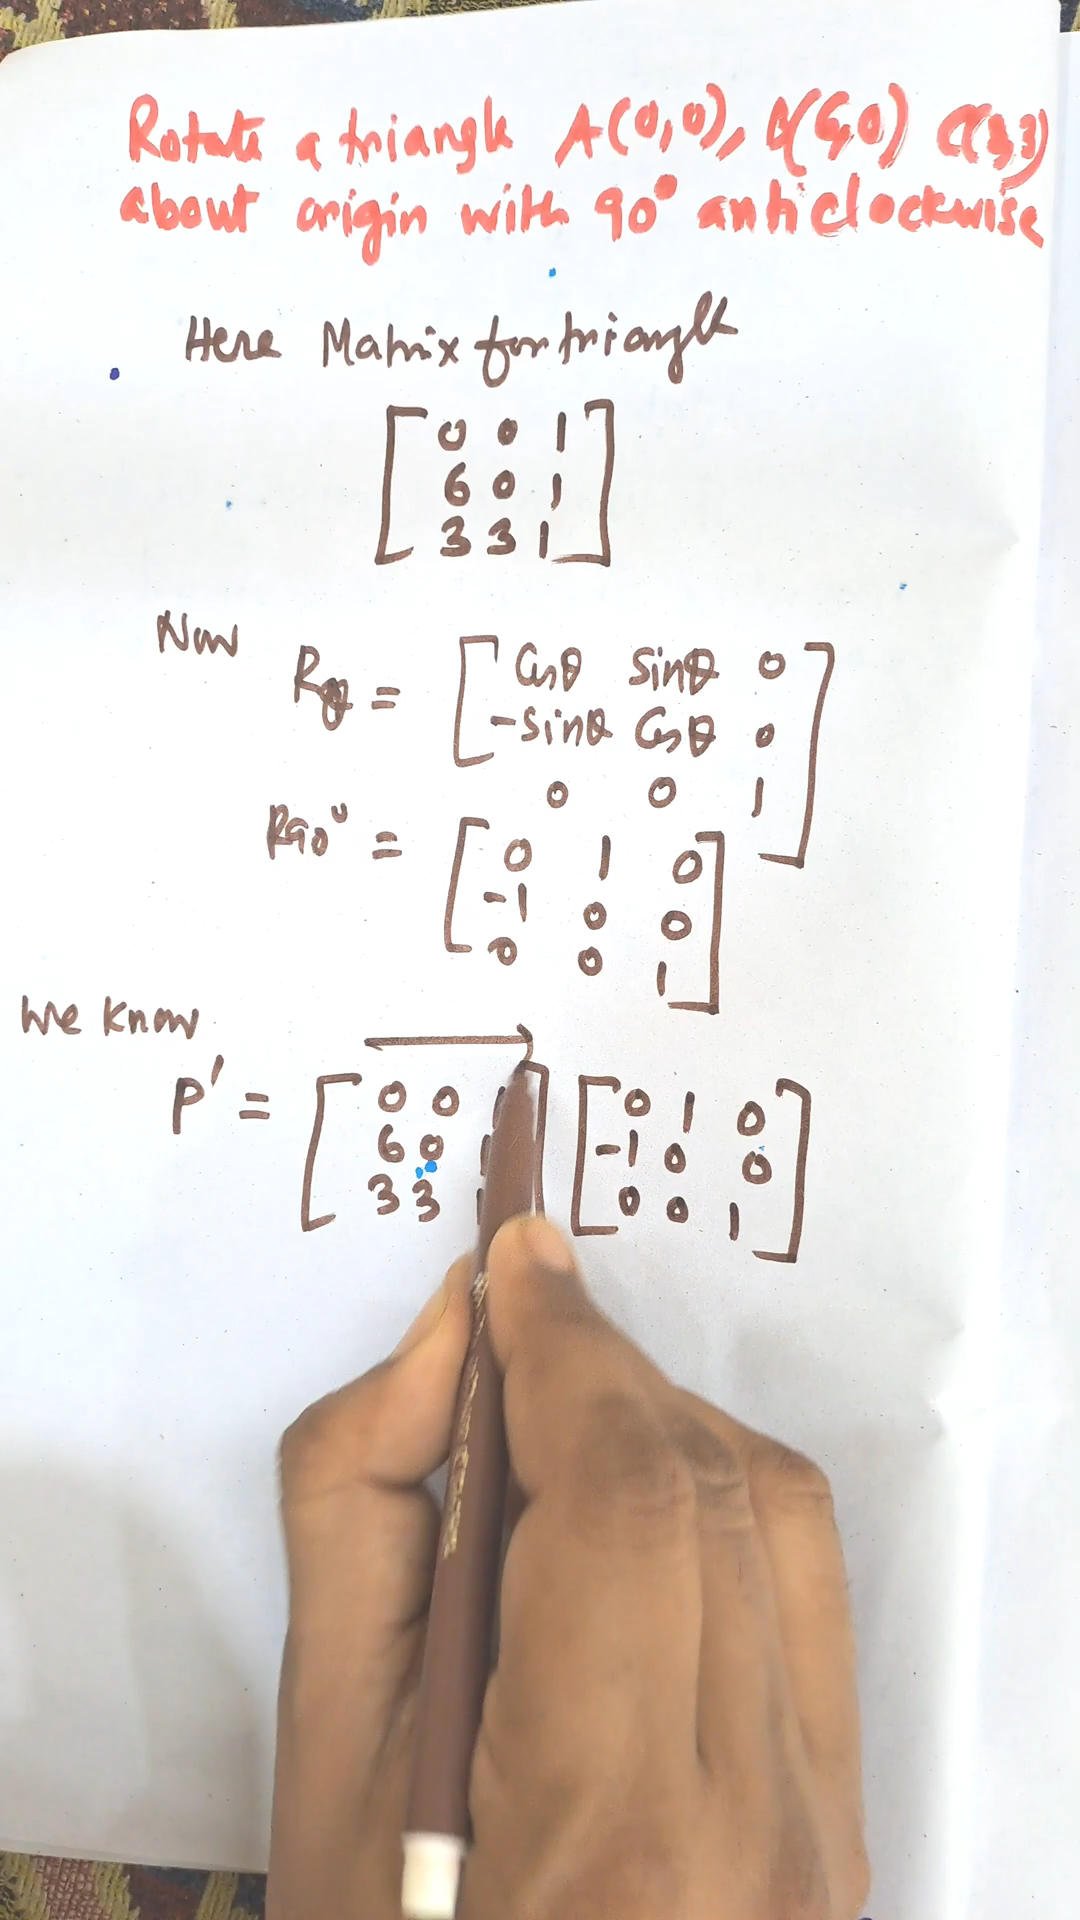 Rotate a triangle A(0,0), B(6,0) C(3,3)
about origin with 90° anticlockwise
Here Matrix for triangle
0 0 1
6 0 1
3 3 1
Now
Rθ = Cosθ Sinθ 0
-Sinθ Cosθ 0
0 0 1
R90° = 0 1 0
-1 0 0
0 0 1
We know
P' = [0 0 1] [0 1 0]
6 0 1 -1 0 0
3 3 1 0 0 1